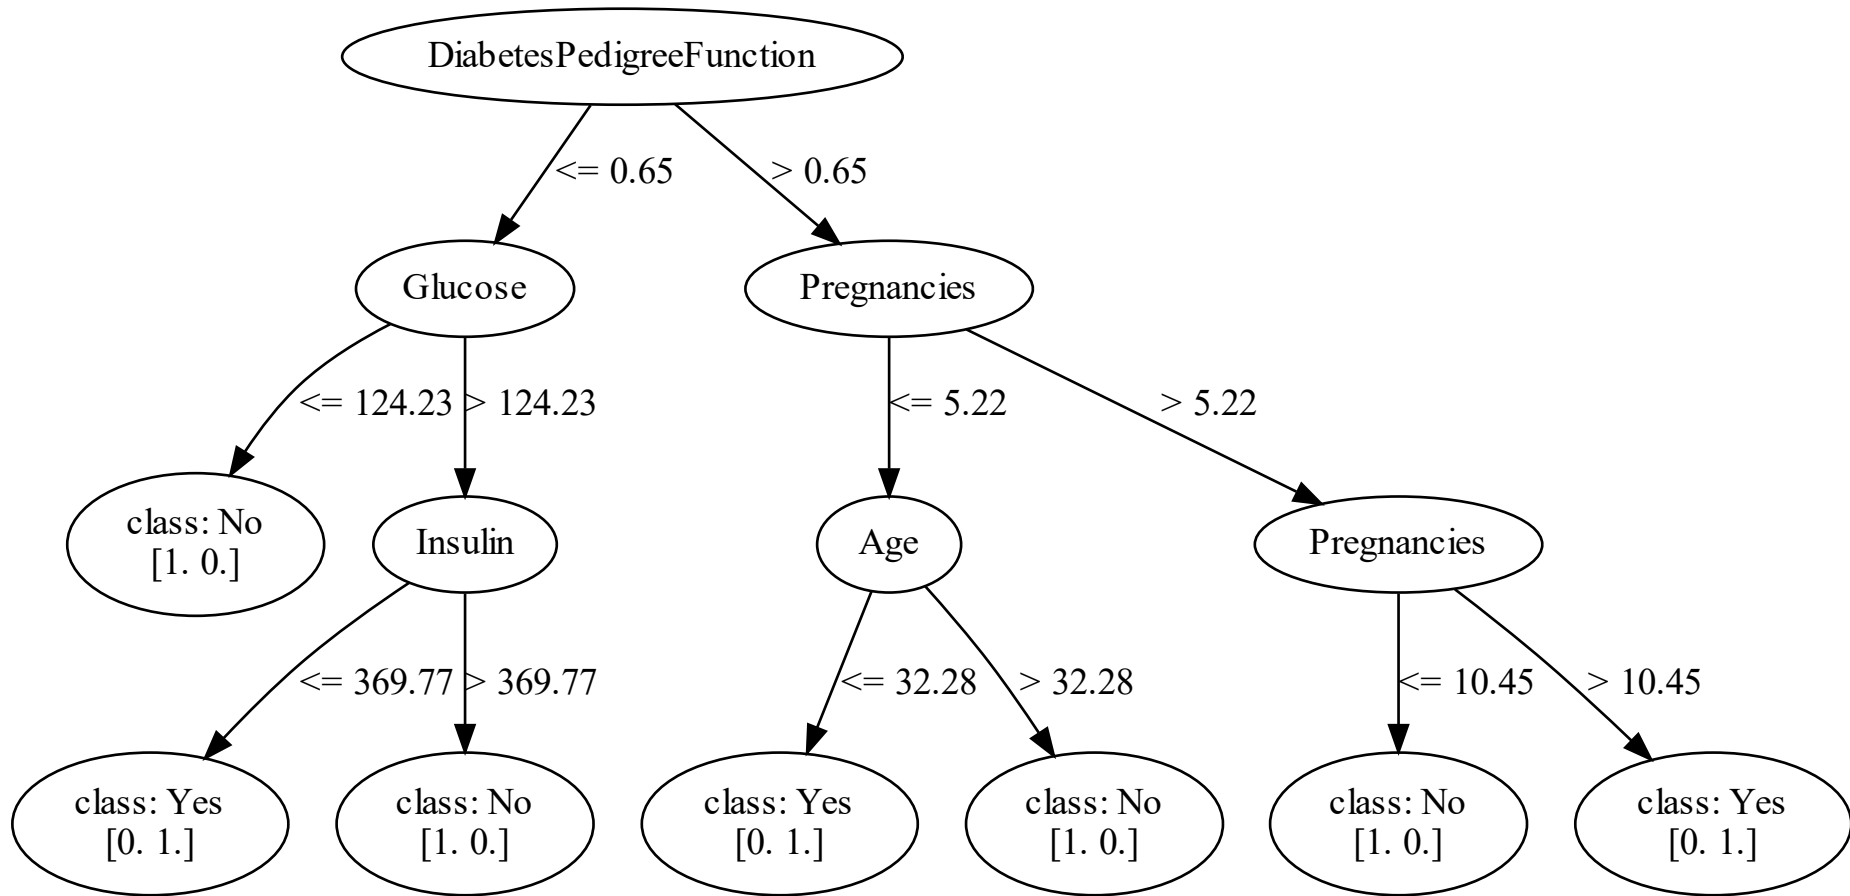 DiabetesPedigreeFunction
<= 0.65
> 0.65
Glucose
Pregnancies
<= 124.23
> 124.23
<= 5.22
> 5.22
class: No
[1. 0.]
Insulin
Age
Pregnancies
<= 369.77
> 369.77
<= 32.28
> 32.28
<= 10.45
> 10.45
class: Yes
[0. 1.]
class: No
[1. 0.]
class: Yes
[0. 1.]
class: No
[1. 0.]
class: No
[1. 0.]
class: Yes
[0. 1.]